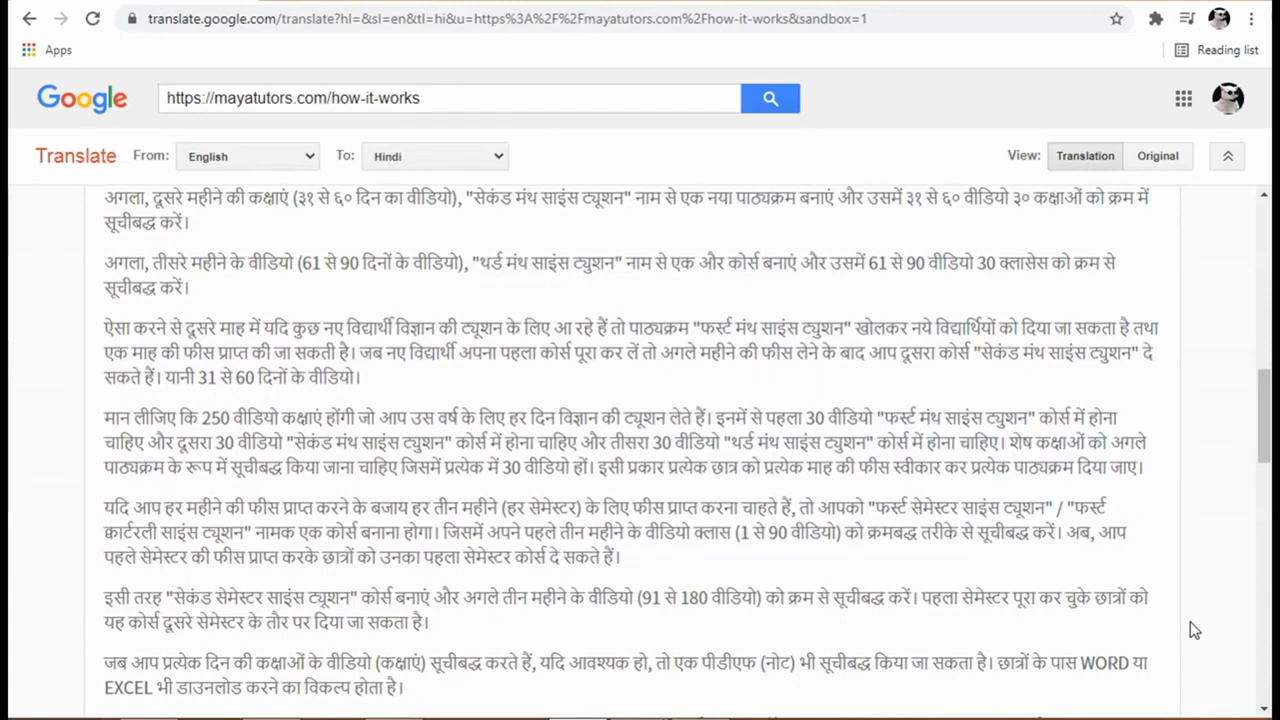 translate.google.com/translate?hl=&sl=en&tl=hi&u=https%3A%2F%2Fmayatutors.com%2Fhow-it-works&sandbox=1
Apps
Reading list
Google
https://mayatutors.com/how-it-works
Translate From: English To: Hindi View: Translation Original
अगला, दूसरे महीने की कक्षाएं (३१ से ६० दिन का वीडियो), "सेकंड मंथ साइंस ट्यूशन" नाम से एक नया पाठ्यक्रम बनाएं और उसमें ३१ से ६० वीडियो ३० कक्षाओं को क्रम में
सूचीबद्ध करें।
अगला, तीसरे महीने के वीडियो (61 से 90 दिनों के वीडियो), "थर्ड मंथ साइंस ट्युशन" नाम से एक और कोर्स बनाएं और उसमें 61 से 90 वीडियो 30 क्लासेस को क्रम से
सूचीबद्ध करें।
ऐसा करने से दूसरे माह में यदि कुछ नए विद्यार्थी विज्ञान की ट्यूशन के लिए आ रहे हैं तो पाठ्यक्रम "फर्स्ट मंथ साइंस ट्यूशन" खोलकर नये विद्यार्थियों को दिया जा सकता है तथा
एक माह की फीस प्राप्त की जा सकती है। जब नए विद्यार्थी अपना पहला कोर्स पूरा कर लें तो अगले महीने की फीस लेने के बाद आप दूसरा कोर्स "सेकंड मंथ साइंस ट्युशन" दे
सकते हैं। यानी 31 से 60 दिनों के वीडियो।
मान लीजिए कि 250 वीडियो कक्षाएं होंगी जो आप उस वर्ष के लिए हर दिन विज्ञान की ट्यूशन लेते हैं। इनमें से पहला 30 वीडियो "फर्स्ट मंथ साइंस ट्युशन" कोर्स में होना
चाहिए और दूसरा 30 वीडियो "सेकंड मंथ साइंस ट्युशन" कोर्स में होना चाहिए और तीसरा 30 वीडियो "थर्ड मंथ साइंस ट्युशन" कोर्स में होना चाहिए। शेष कक्षाओं को अगले
पाठ्यक्रम के रूप में सूचीबद्ध किया जाना चाहिए जिसमें प्रत्येक में 30 वीडियो हों। इसी प्रकार प्रत्येक छात्र को प्रत्येक माह की फीस स्वीकार कर प्रत्येक पाठ्यक्रम दिया जाए।
यदि आप हर महीने की फीस प्राप्त करने के बजाय हर तीन महीने (हर सेमेस्टर) के लिए फीस प्राप्त करना चाहते हैं, तो आपको "फर्स्ट सेमेस्टर साइंस ट्यूशन" / "फर्स्ट
क्वार्टरली साइंस ट्यूशन" नामक एक कोर्स बनाना होगा। जिसमें अपने पहले तीन महीने के वीडियो क्लास (1 से 90 वीडियो) को क्रमबद्ध तरीके से सूचीबद्ध करें। अब, आप
पहले सेमेस्टर की फीस प्राप्त करके छात्रों को उनका पहला सेमेस्टर कोर्स दे सकते हैं।
इसी तरह "सेकंड सेमेस्टर साइंस ट्यूशन" कोर्स बनाएं और अगले तीन महीने के वीडियो (91 से 180 वीडियो) को क्रम से सूचीबद्ध करें। पहला सेमेस्टर पूरा कर चुके छात्रों को
यह कोर्स दूसरे सेमेस्टर के तौर पर दिया जा सकता है।
जब आप प्रत्येक दिन की कक्षाओं के वीडियो (कक्षाएं) सूचीबद्ध करते हैं, यदि आवश्यक हो, तो एक पीडीएफ (नोट) भी सूचीबद्ध किया जा सकता है। छात्रों के पास WORD या
EXCEL भी डाउनलोड करने का विकल्प होता है।